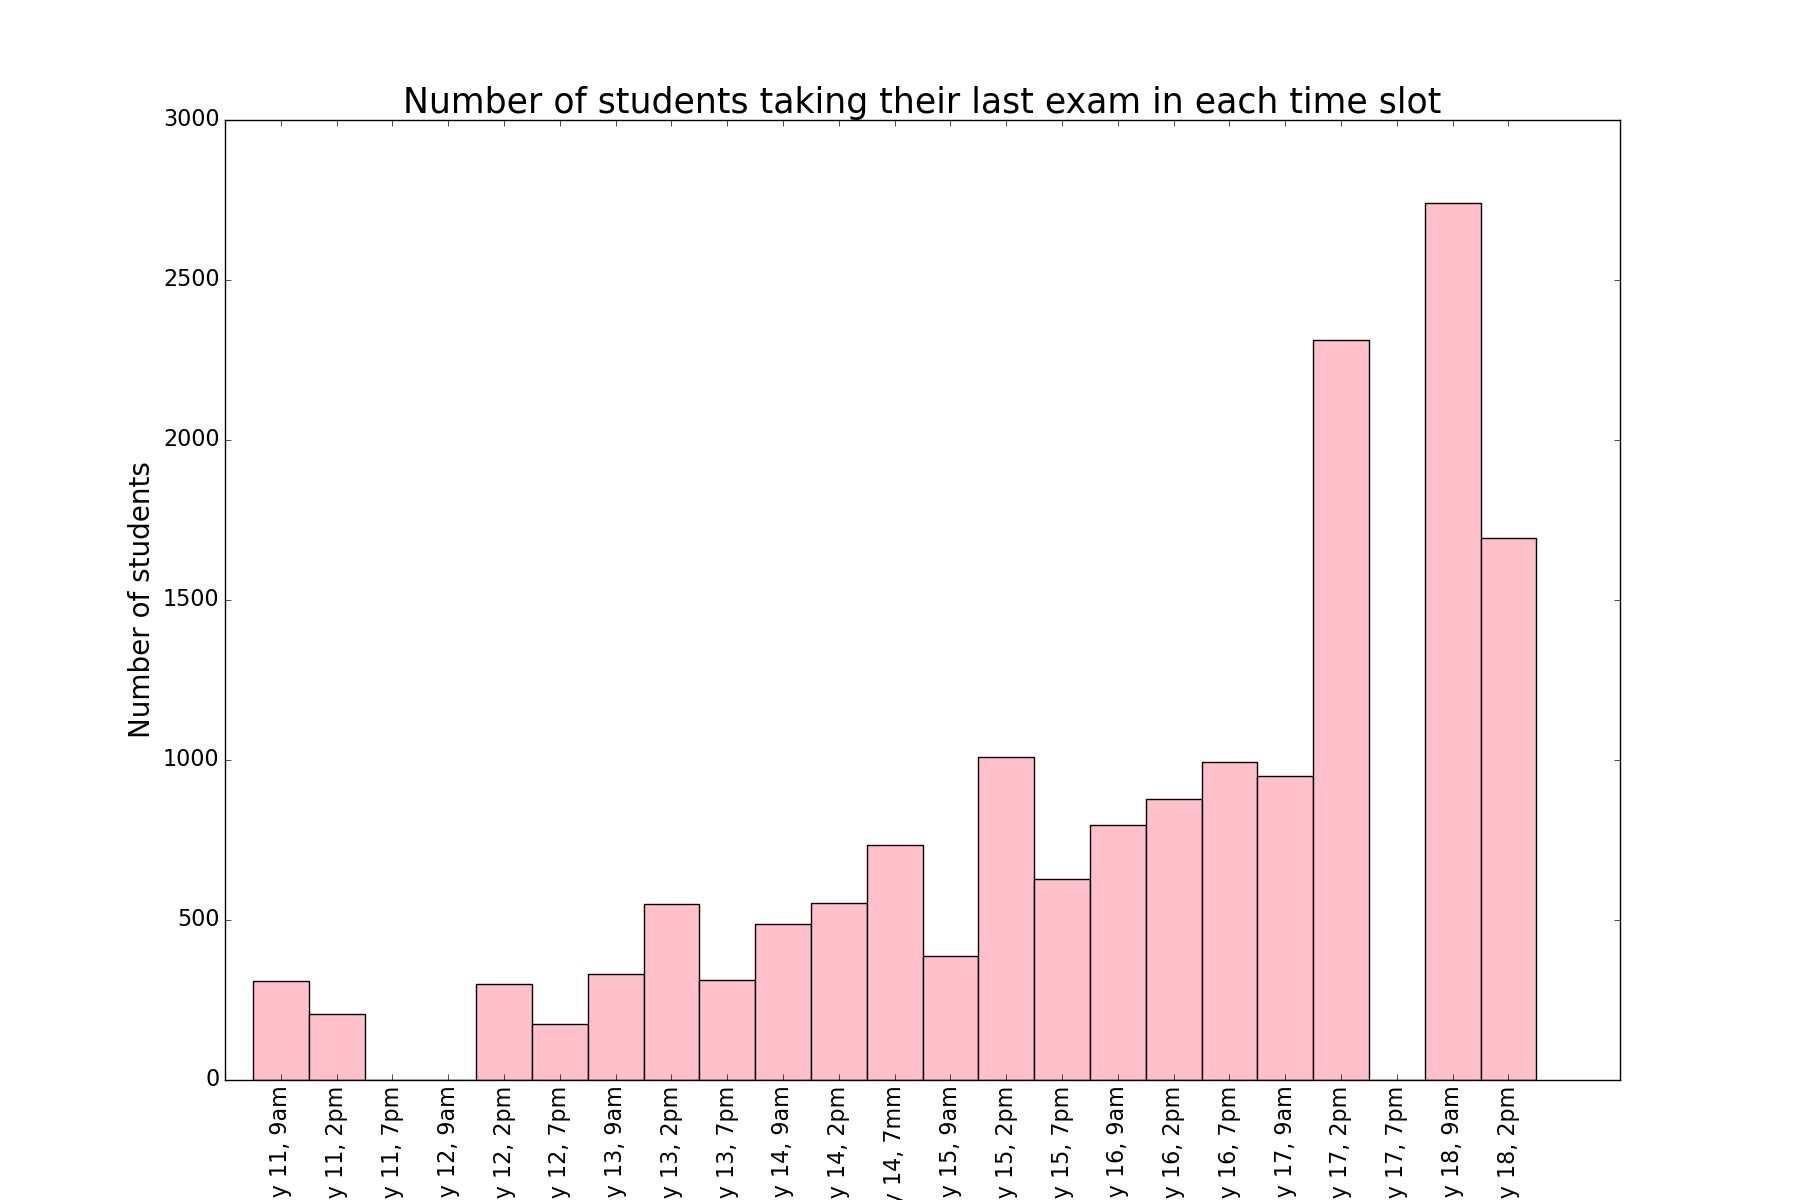 Number of students taking their last exam in each time slot
3000
2500
2000
1500
1000
500
0
Number of students
y 11, 9am
y 11, 2pm
y 11, 7pm
y 12, 9am
y 12, 2pm
y 12, 7pm
y 13, 9am
y 13, 2pm
y 13, 7pm
y 14, 9am
y 14, 2pm
y 14, 7mm
y 15, 9am
y 15, 2pm
y 15, 7pm
y 16, 9am
y 16, 2pm
y 16, 7pm
y 17, 9am
y 17, 2pm
y 17, 7pm
y 18, 9am
y 18, 2pm